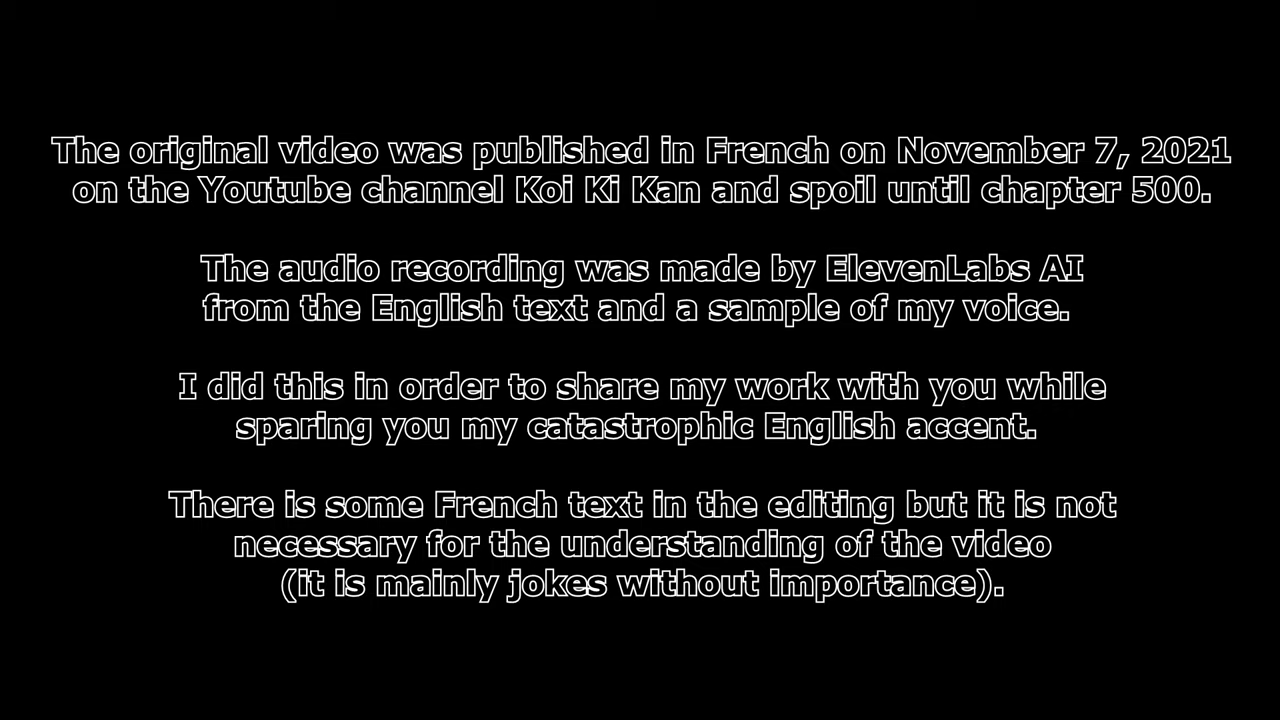 The original video was published in French on November 7, 2021
on the Youtube channel Koi Ki Kan and spoil until chapter 500.
The audio recording was made by ElevenLabs AI
from the English text and a sample of my voice.
I did this in order to share my work with you while
sparing you my catastrophic English accent.
There is some French text in the editing but it is not
necessary for the understanding of the video
(it is mainly jokes without importance).